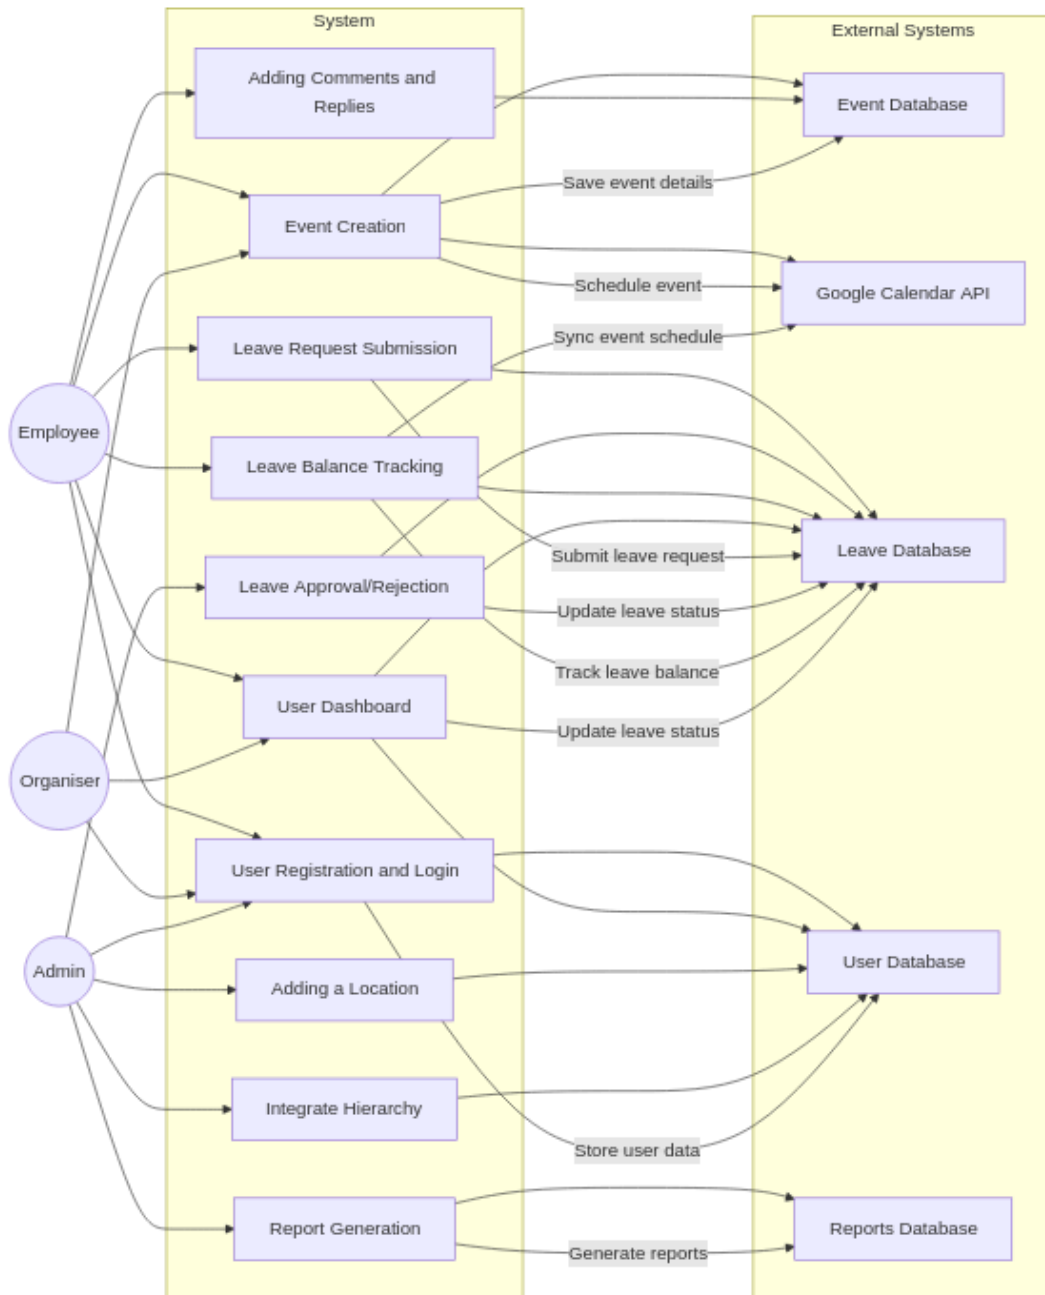 System
External Systems
Adding Comments and
Replies
Event Database
Save event details
Event Creation
Schedule event
Google Calendar API
Sync event schedule
Leave Request Submission
Employee
Leave Balance Tracking
Submit leave request
Leave Database
Leave Approval/Rejection
Update leave status
Track leave balance
User Dashboard
Update leave status
Organiser
User Registration and Login
Admin
User Database
Adding a Location
Integrate Hierarchy
Store user data
Report Generation
Generate reports
Reports Database